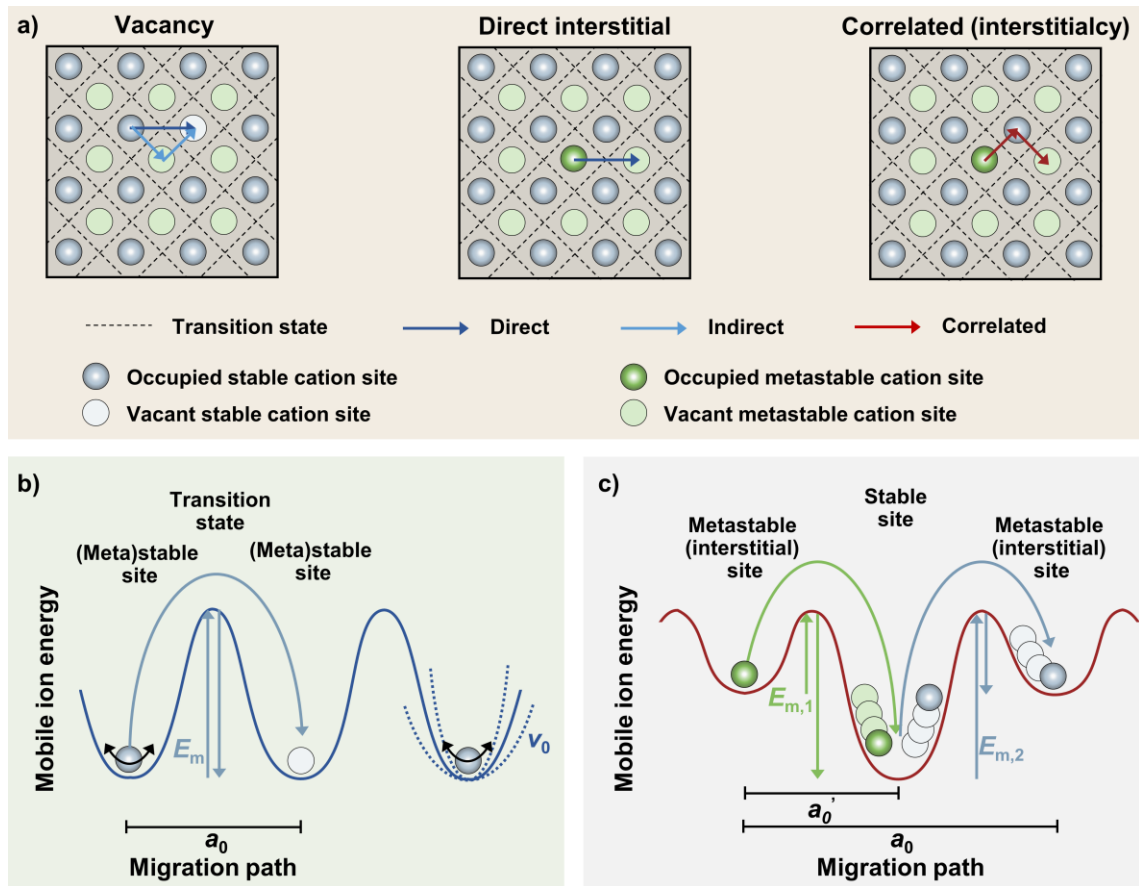 a)
Vacancy
Direct interstitial
Correlated (interstitialcy)
Transition state
Direct
Indirect
Correlated
Occupied stable cation site
Occupied metastable cation site
Vacant stable cation site
Vacant metastable cation site
b)
Transition
state
(Meta)stable
site
(Meta)stable
site
Mobile ion energy
Eₘ
ν₀
a₀
Migration path
c)
Stable
site
Metastable
(interstitial)
site
Metastable
(interstitial)
site
Mobile ion energy
Eₘ,₁
Eₘ,₂
a₀'
a₀
Migration path